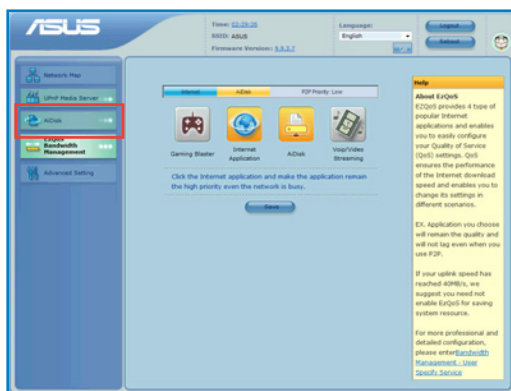 ASUS
Time: 02:29:26
SSID: ASUS
Firmware Version:
Language:
English
Logout
Reboot
Network Map
UPnP Media Server
AiDisk
EzQoS
Bandwidth
Management
Advanced Setting
Internet
AiDisk
P2P Priority: Low
Gaming Blaster
Internet
Application
AiDisk
Voip/Video
Streaming
Click the Internet application and make the application remain
the high priority even the network is busy.
Save
Help
About EzQoS
EZQoS provides 4 type of
popular Internet
applications and enables
you to easily configure
your Quality of Service
(QoS) settings. QoS
ensures the performance
of the Internet download
speed and enables you to
change its settings in
different scenarios.
EX. Application you choose
will remain the quality and
will not lag even when you
use P2P.
If your uplink speed has
reached 40MB/s, we
suggest you need not
enable EzQoS for saving
system resource.
For more professional and
detailed configuration,
please enterBandwidth
Management - User
Specify Service